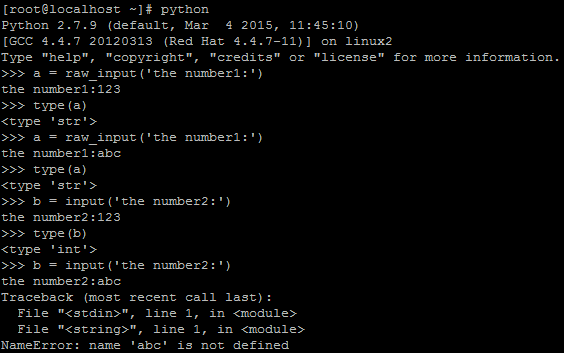 [root@localhost ~]# python
Python 2.7.9 (default, Mar  4 2015, 11:45:10)
[GCC 4.4.7 20120313 (Red Hat 4.4.7-11)] on linux2
Type "help", "copyright", "credits" or "license" for more information.
>>> a = raw_input('the number1:')
the number1:123
>>> type(a)
<type 'str'>
>>> a = raw_input('the number1:')
the number1:abc
>>> type(a)
<type 'str'>
>>> b = input('the number2:')
the number2:123
>>> type(b)
<type 'int'>
>>> b = input('the number2:')
the number2:abc
Traceback (most recent call last):
  File "<stdin>", line 1, in <module>
  File "<string>", line 1, in <module>
NameError: name 'abc' is not defined